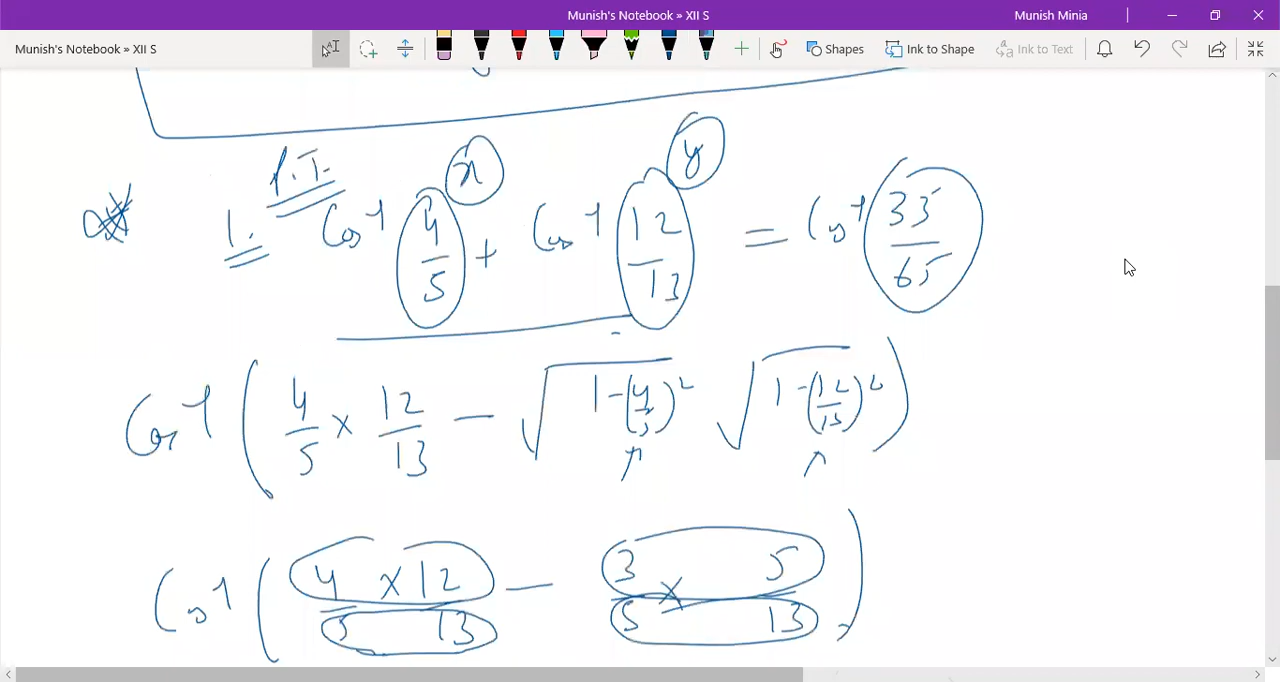 Munish's Notebook » XII S
Munish Minia
Munish's Notebook » XII S
Shapes
Ink to Shape
Ink to Text
P.T.
1. Cos⁻¹ 4/5 + Cos⁻¹ 12/13 = Cos⁻¹ 33/65
x y
Cos⁻¹ ( 4/5 × 12/13 − √(1−(4/5)²) √(1−(12/13)²) )
Cos⁻¹ ( (4 × 12)/(5 13) − (3 × 5)/(5 13) )